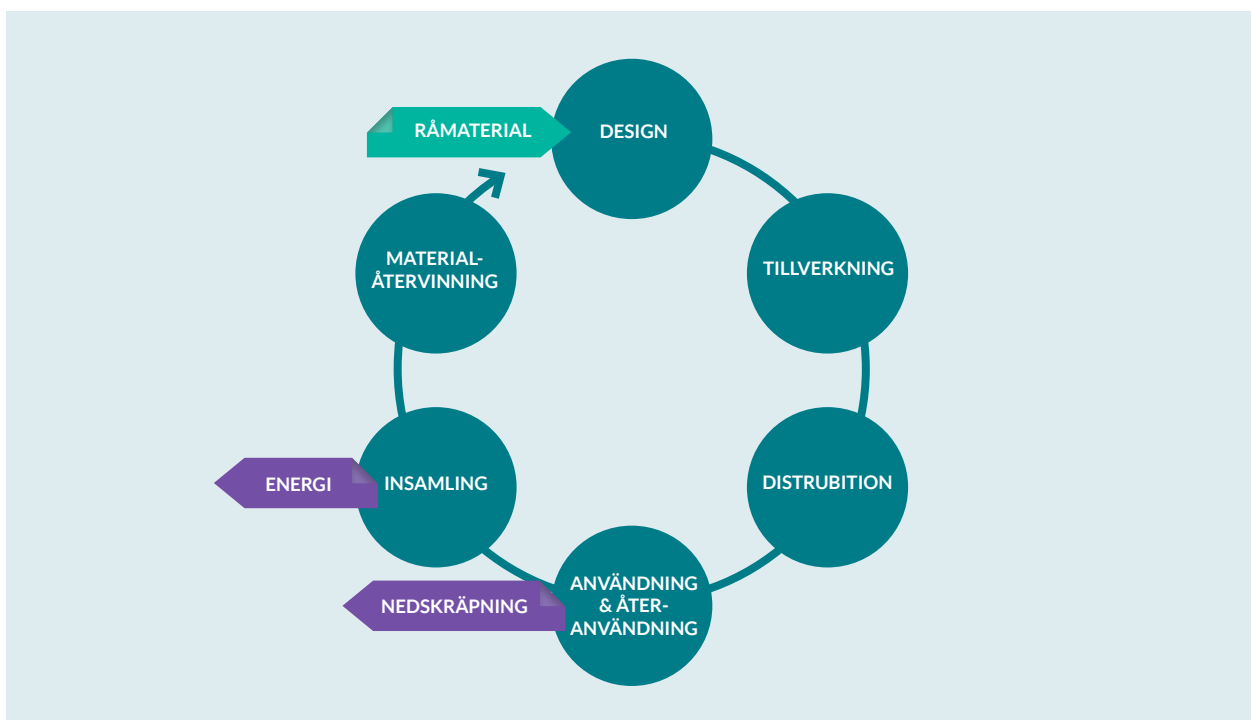 RÅMATERIAL
DESIGN
MATERIAL-
ÅTERVINNING
TILLVERKNING
ENERGI
INSAMLING
DISTRUBITION
NEDSKRÄPNING
ANVÄNDNING
& ÅTER-
ANVÄNDNING